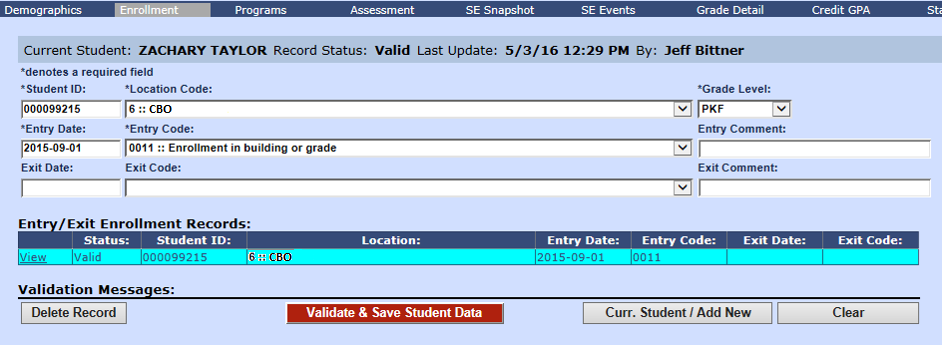 Demographics Enrollment Programs Assessment SE Snapshot SE Events Grade Detail Credit GPA
Current Student: ZACHARY TAYLOR Record Status: Valid Last Update: 5/3/16 12:29 PM By: Jeff Bittner
*denotes a required field
*Student ID: *Location Code: *Grade Level:
000099215 6 :: CBO PKF
*Entry Date: *Entry Code: Entry Comment:
2015-09-01 0011 :: Enrollment in building or grade
Exit Date: Exit Code: Exit Comment:
Entry/Exit Enrollment Records:
Status: Student ID: Location: Entry Date: Entry Code: Exit Date: Exit Code:
View Valid 000099215 6 :: CBO 2015-09-01 0011
Validation Messages:
Delete Record Validate & Save Student Data Curr. Student / Add New Clear